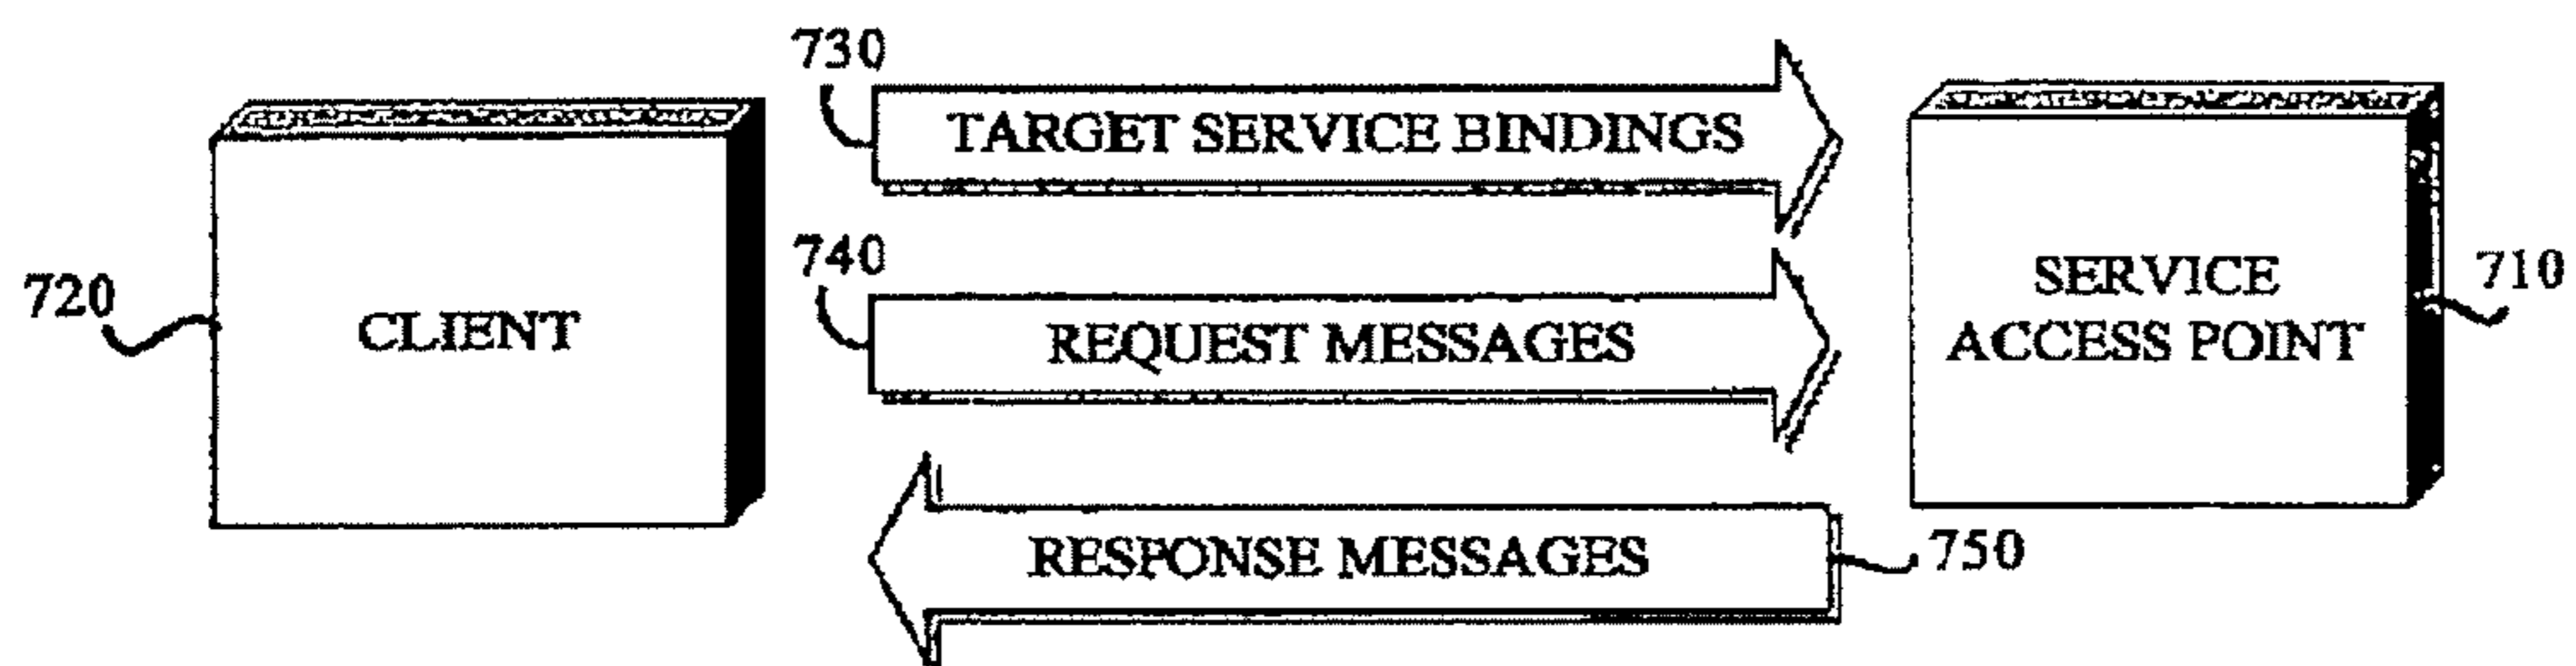 730
TARGET SERVICE BINDINGS
740
720
CLIENT
REQUEST MESSAGES
SERVICE
ACCESS POINT
710
RESPONSE MESSAGES
750